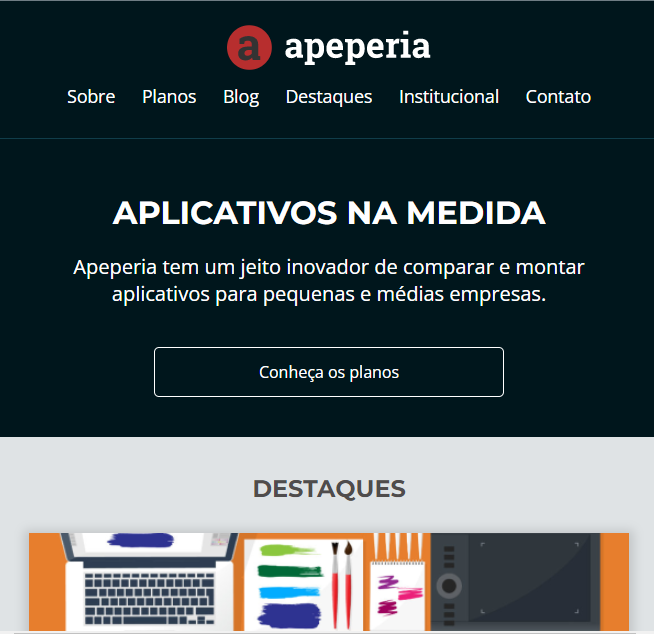 a apeperia
Sobre Planos Blog Destaques Institucional Contato
APLICATIVOS NA MEDIDA
Apeperia tem um jeito inovador de comparar e montar
aplicativos para pequenas e médias empresas.
Conheça os planos
DESTAQUES